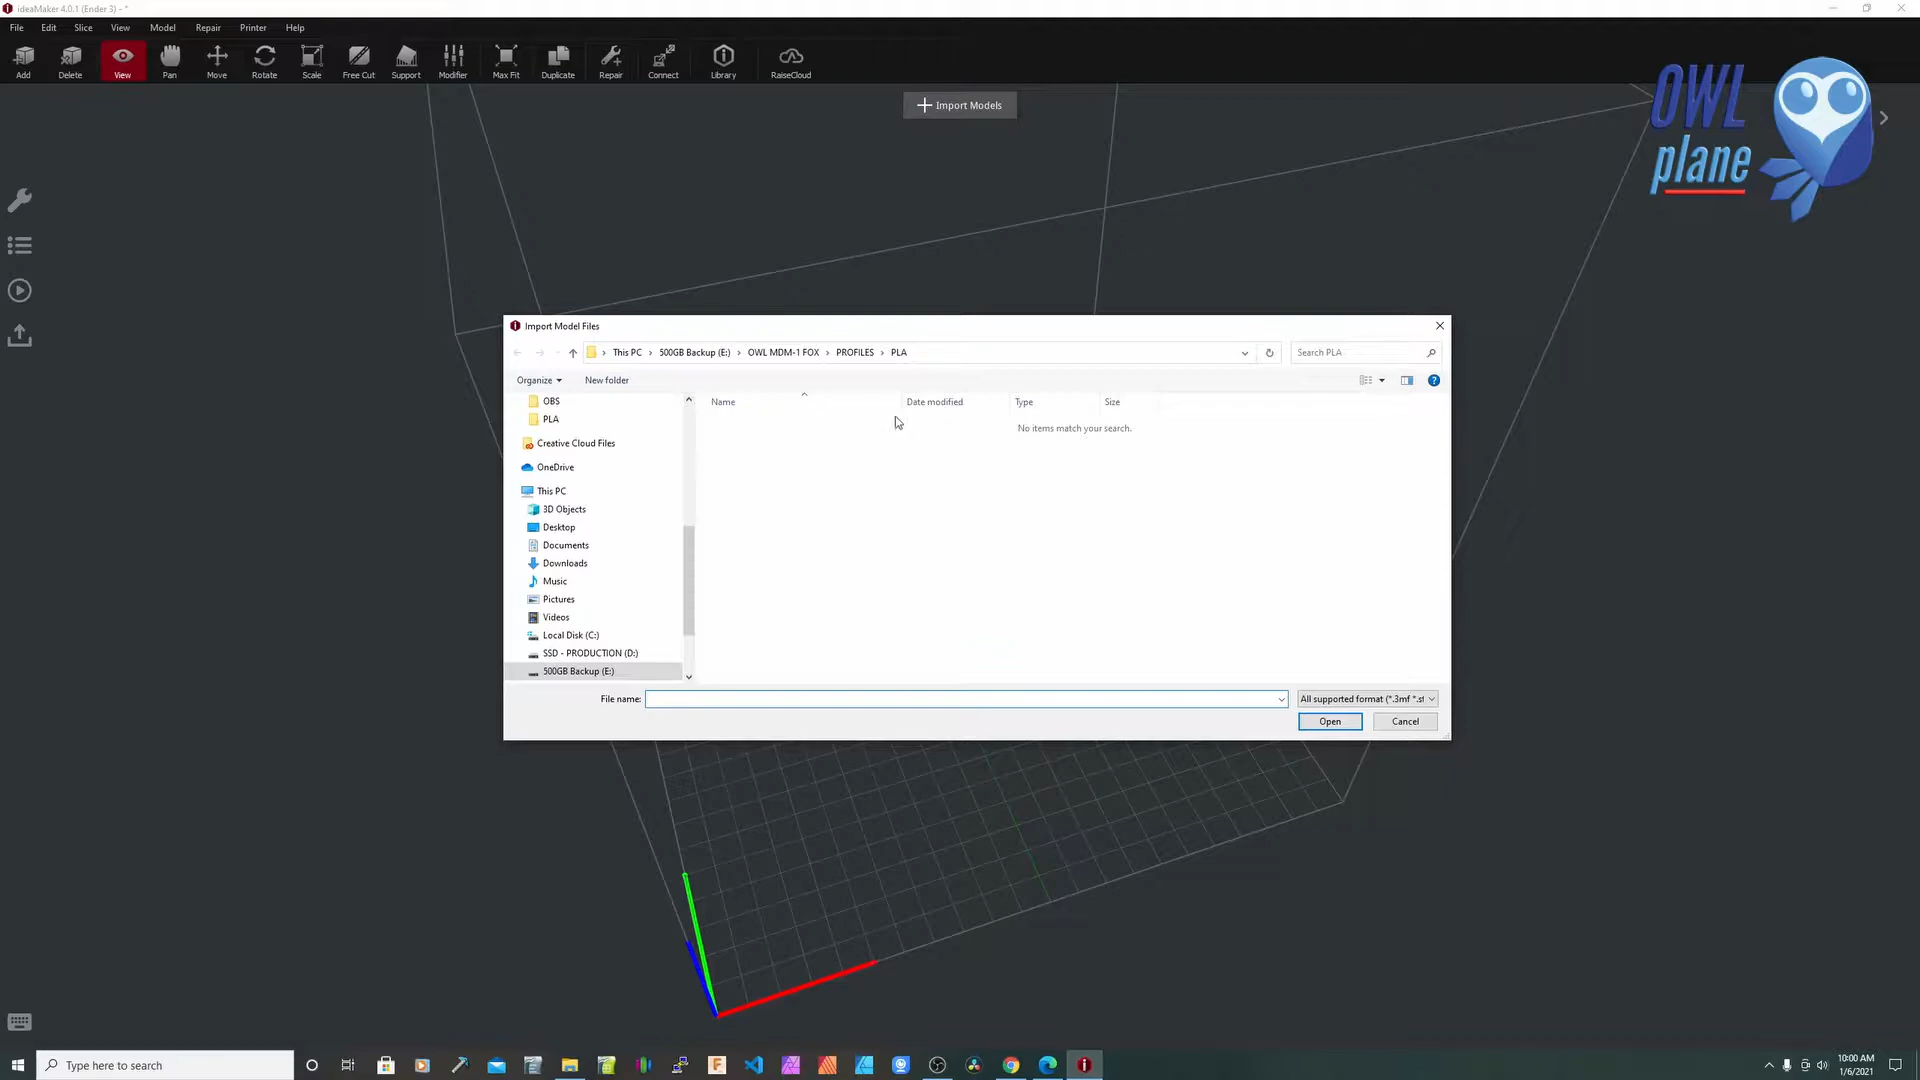 ideaMaker 4.0.1 (Ender 3) - *
File Edit Slice View Model Repair Printer Help
Add Delete View Pan Move Rotate Scale Free Cut Support Modifier Max Fit Duplicate Repair Connect Library RaiseCloud
Import Models
OWL
plane
Import Model Files
This PC > 500GB Backup (E:) > OWL MDM-1 FOX > PROFILES > PLA
Search PLA
Organize
New folder
Name Date modified Type Size
No items match your search.
OBS
PLA
Creative Cloud Files
OneDrive
This PC
3D Objects
Desktop
Documents
Downloads
Music
Pictures
Videos
Local Disk (C:)
SSD - PRODUCTION (D:)
500GB Backup (E:)
File name:
All supported format (*.3mf *.st
Open
Cancel
Type here to search
10:00 AM
1/6/2021